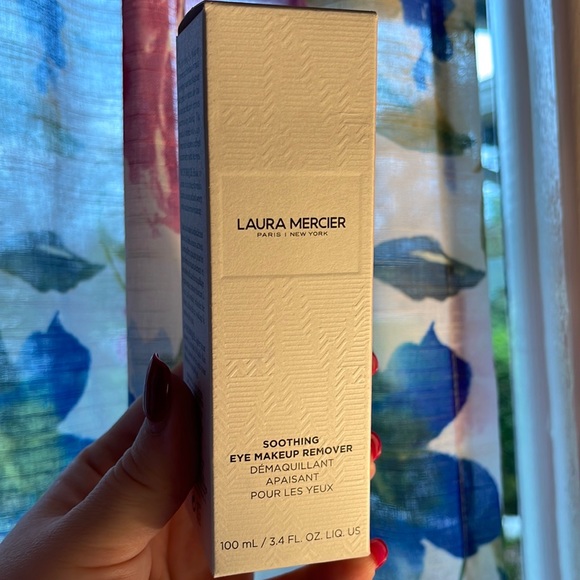 LAURA MERCIER
PARIS | NEW YORK
SOOTHING
EYE MAKEUP REMOVER
DÉMAQUILLANT
APAISANT
POUR LES YEUX
100 mL / 3.4 FL. OZ. LIQ. US